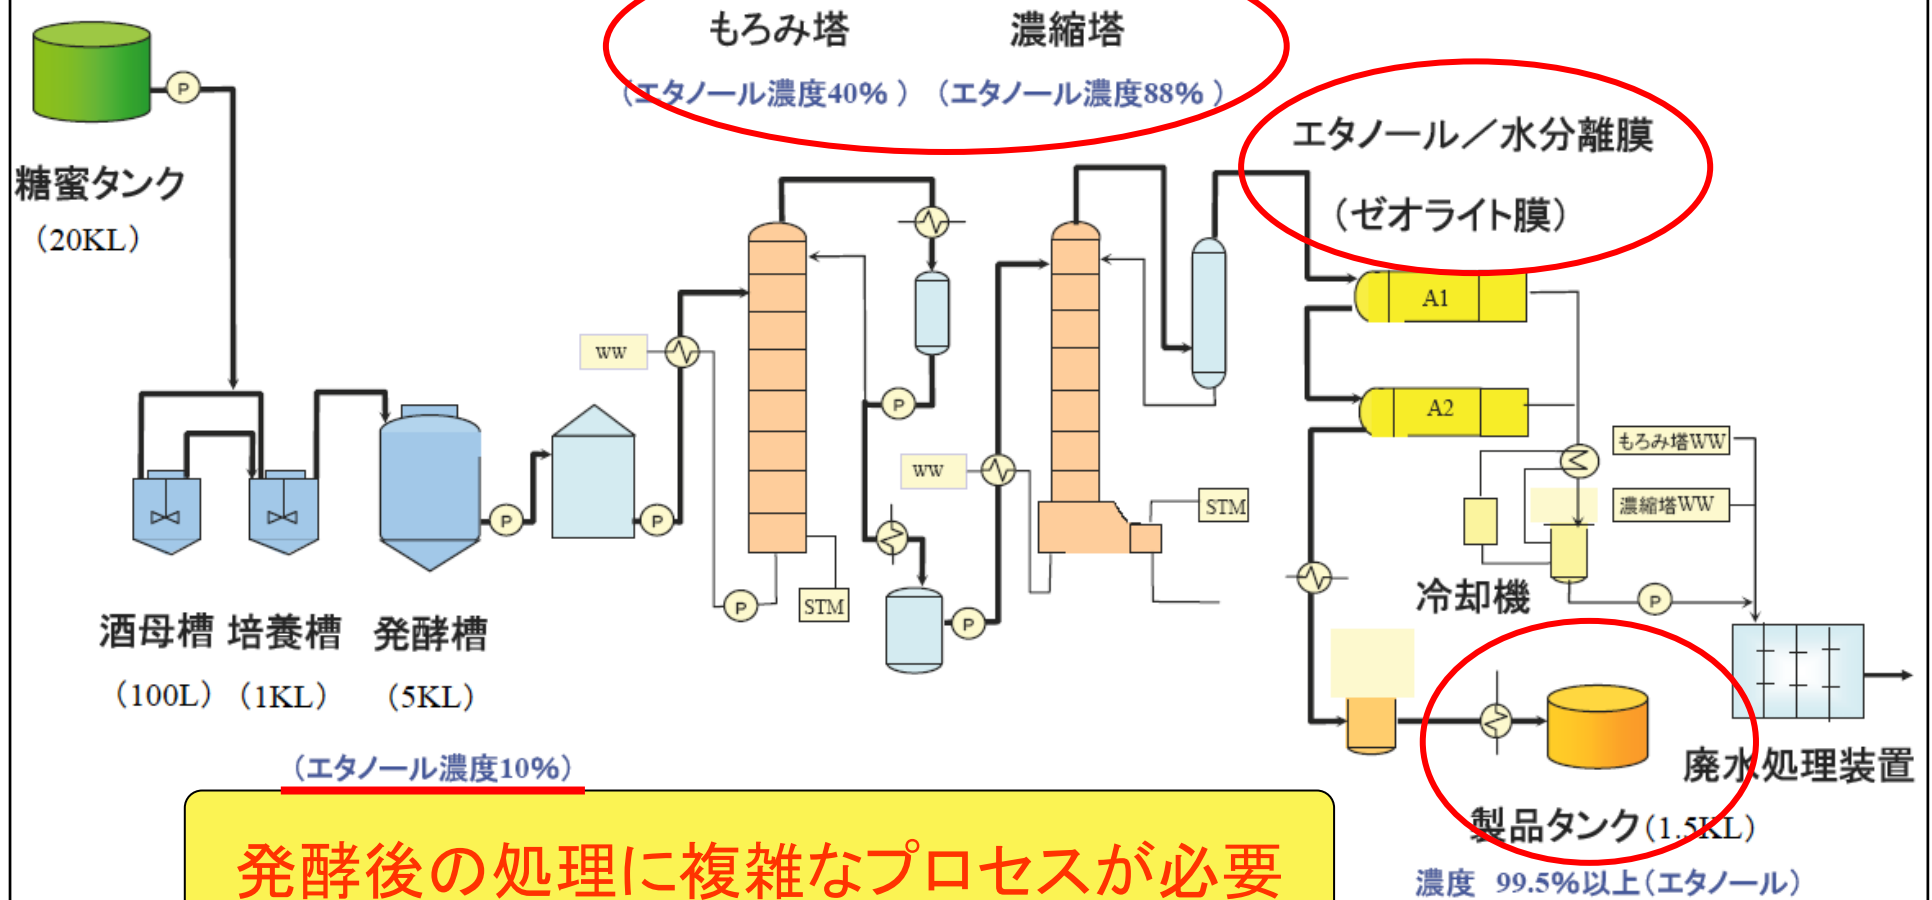 もろみ塔
濃縮塔
(エタノール濃度40% )
(エタノール濃度88% )
P
糖蜜タンク
(20KL)
エタノール／水分離膜
(ゼオライト膜)
A1
A2
WW
P
WW
もろみ塔WW
濃縮塔WW
STM
P
P
P
STM
P
P
冷却機
P
酒母槽
培養槽
発酵槽
(100L)
(1KL)
(5KL)
(エタノール濃度10%)
廃水処理装置
製品タンク(1.5KL)
濃度 99.5%以上(エタノール)
発酵後の処理に複雑なプロセスが必要